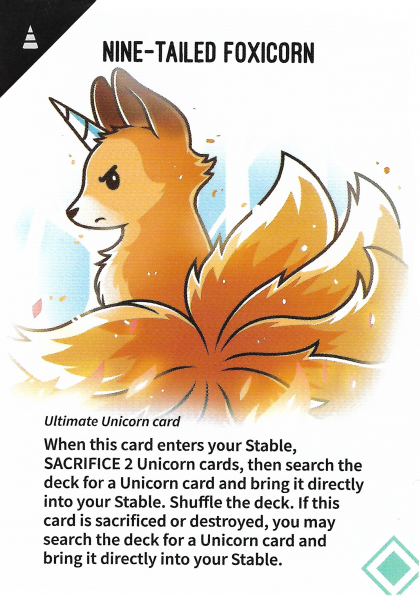 NINE-TAILED FOXICORN
Ultimate Unicorn card
When this card enters your Stable,
SACRIFICE 2 Unicorn cards, then search the
deck for a Unicorn card and bring it directly
into your Stable. Shuffle the deck. If this
card is sacrificed or destroyed, you may
search the deck for a Unicorn card and
bring it directly into your Stable.